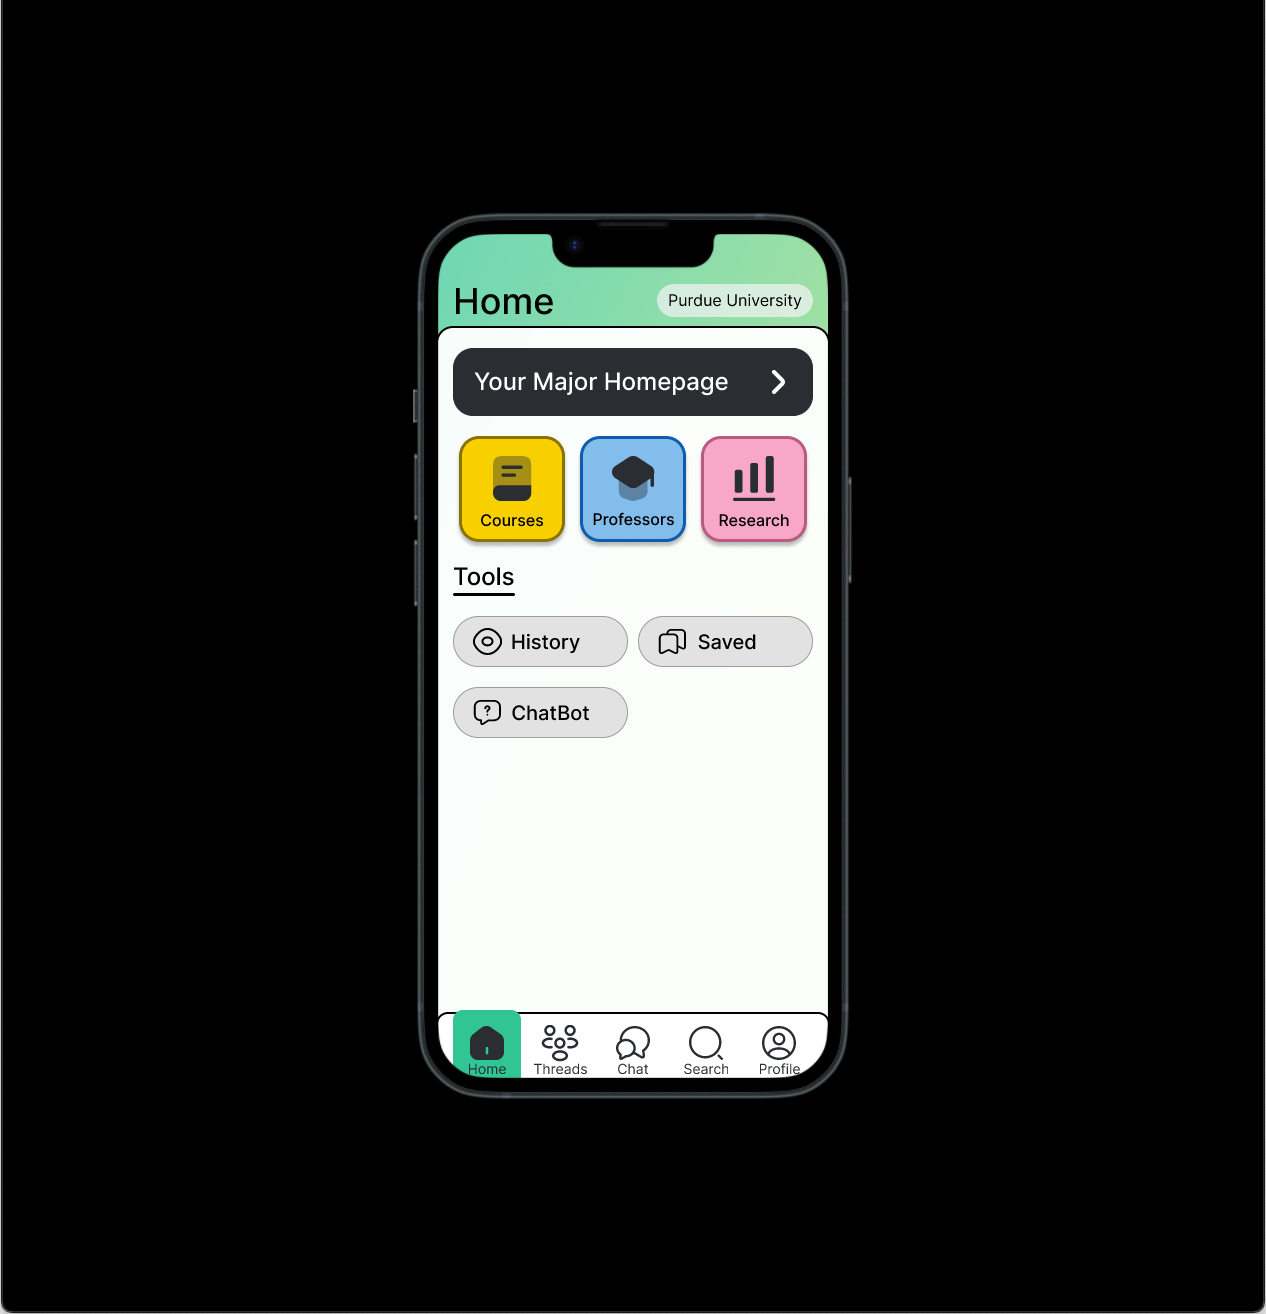 Home
Purdue University
Your Major Homepage
Courses
Professors
Research
Tools
History
Saved
?
ChatBot
Home
Threads
Chat
Search
Profile